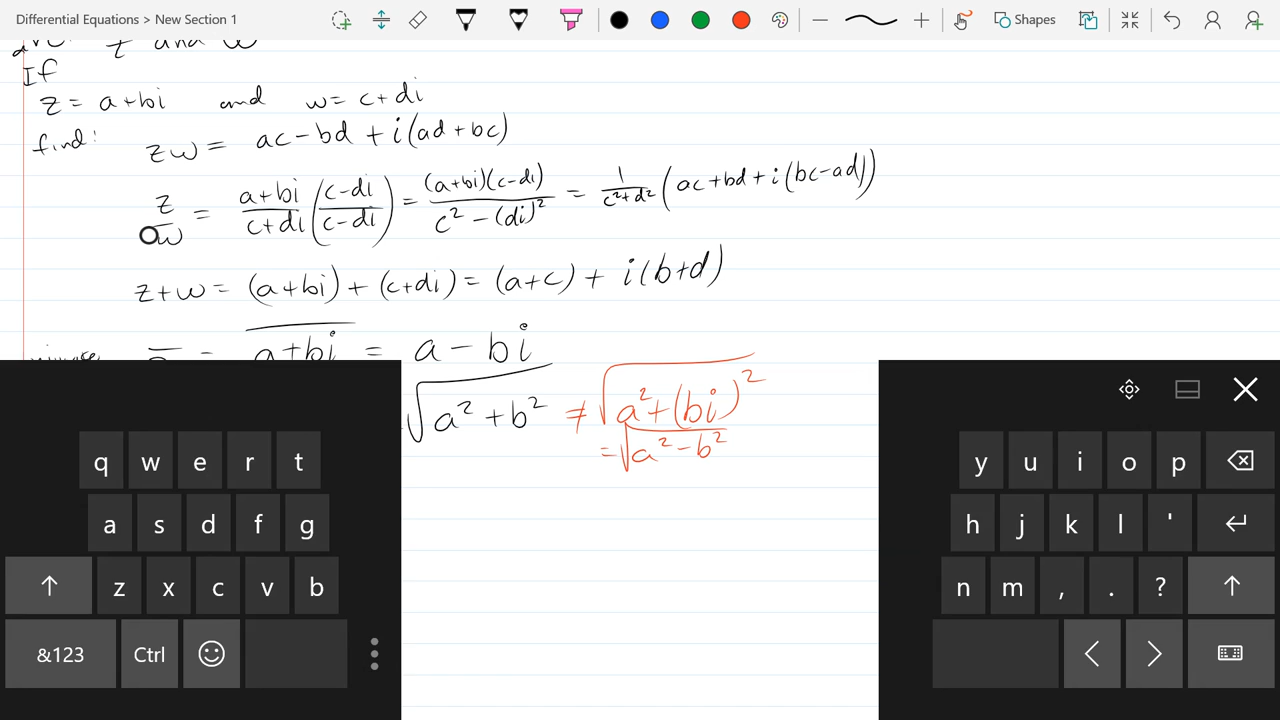 Differential Equations > New Section 1
Shapes
z and w
If
z = a+bi and w = c+di
find: zw = ac-bd + i(ad+bc)
z/w = (a+bi)/(c+di) ((c-di)/(c-di)) = (a+bi)(c-di)/(c² - (di)²) = 1/(c²+d²) (ac+bd+i(bc-ad))
z+w = (a+bi)+(c+di) = (a+c) + i(b+d)
= \overline{a+bi} = a-bi
√(a²+b²) ≠ √(a²+(bi)²)
= √(a²-b²)
q w e r t
y u i o p
a s d f g
h j k l '
z x c v b
n m , . ?
&123 Ctrl